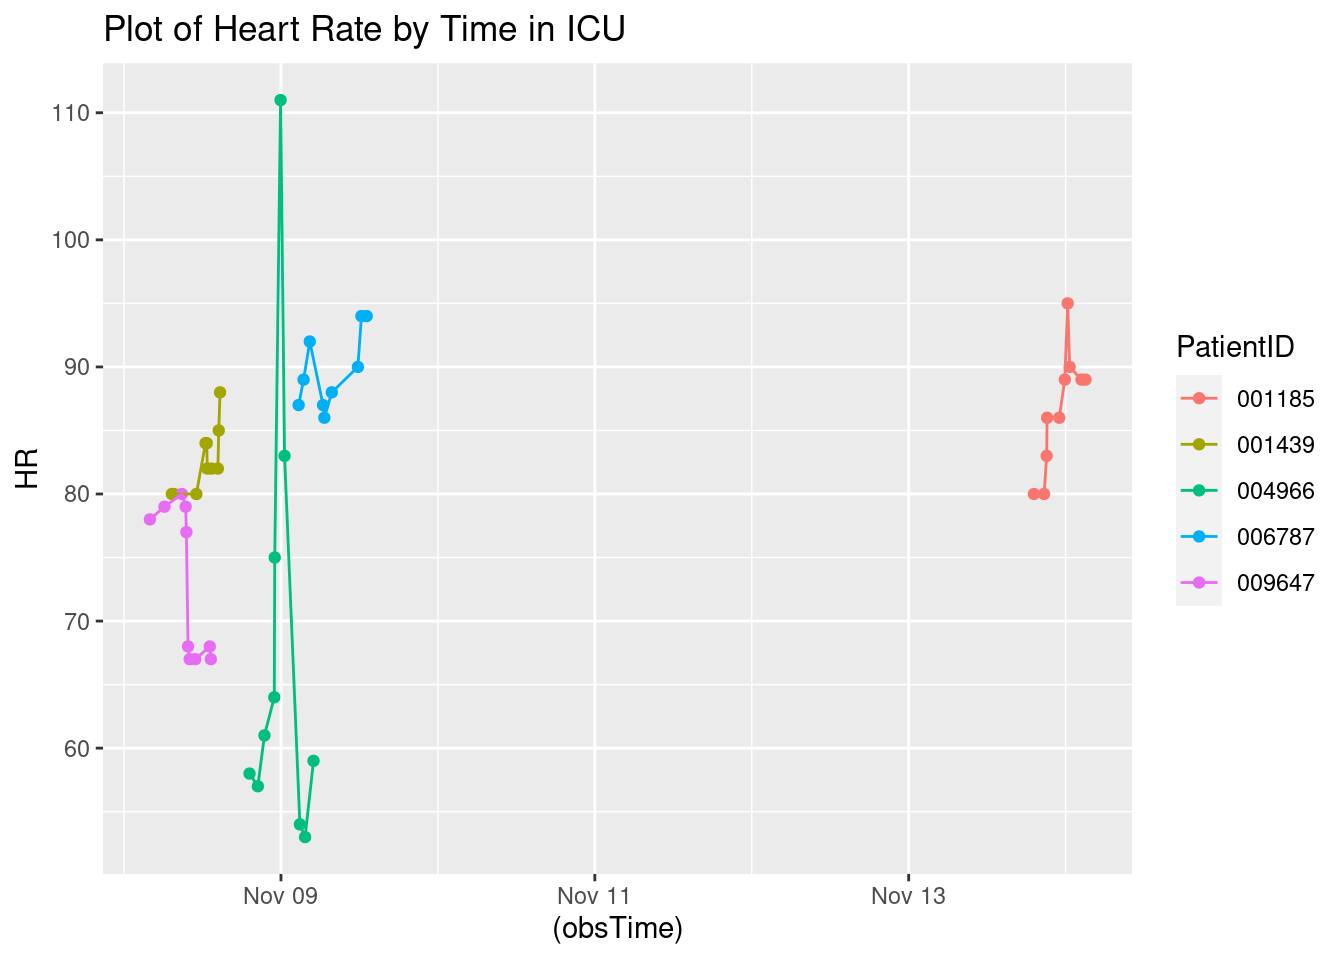 Plot of Heart Rate by Time in ICU
110
100
90
80
70
60
HR
Nov 09 Nov 11 Nov 13
(obsTime)
PatientID
001185
001439
004966
006787
009647